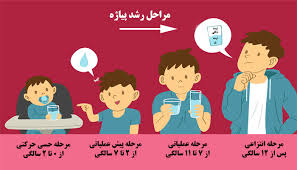 مراحل رشد پیاژه
مرحله انتزاعی
پس از ۱۲ سالگی
مرحله عملیاتی
از ۷ تا ۱۱ سالگی
مرحله پیش عملیاتی
از ۲ تا ۷ سالگی
مرحله حسی حرکتی
از ۰ تا ۲ سالگی